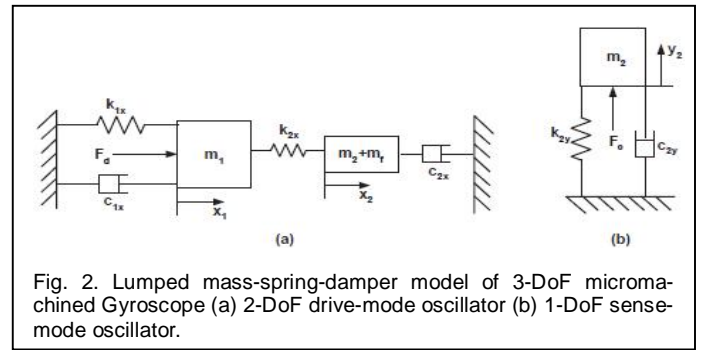 k1x
Fd
m1
k2x
m2+mf
c2x
c1x
x1
x2
(a)
m2
y2
k2y
Fc
c2y
(b)
Fig. 2. Lumped mass-spring-damper model of 3-DoF microma-
chined Gyroscope (a) 2-DoF drive-mode oscillator (b) 1-DoF sense-
mode oscillator.